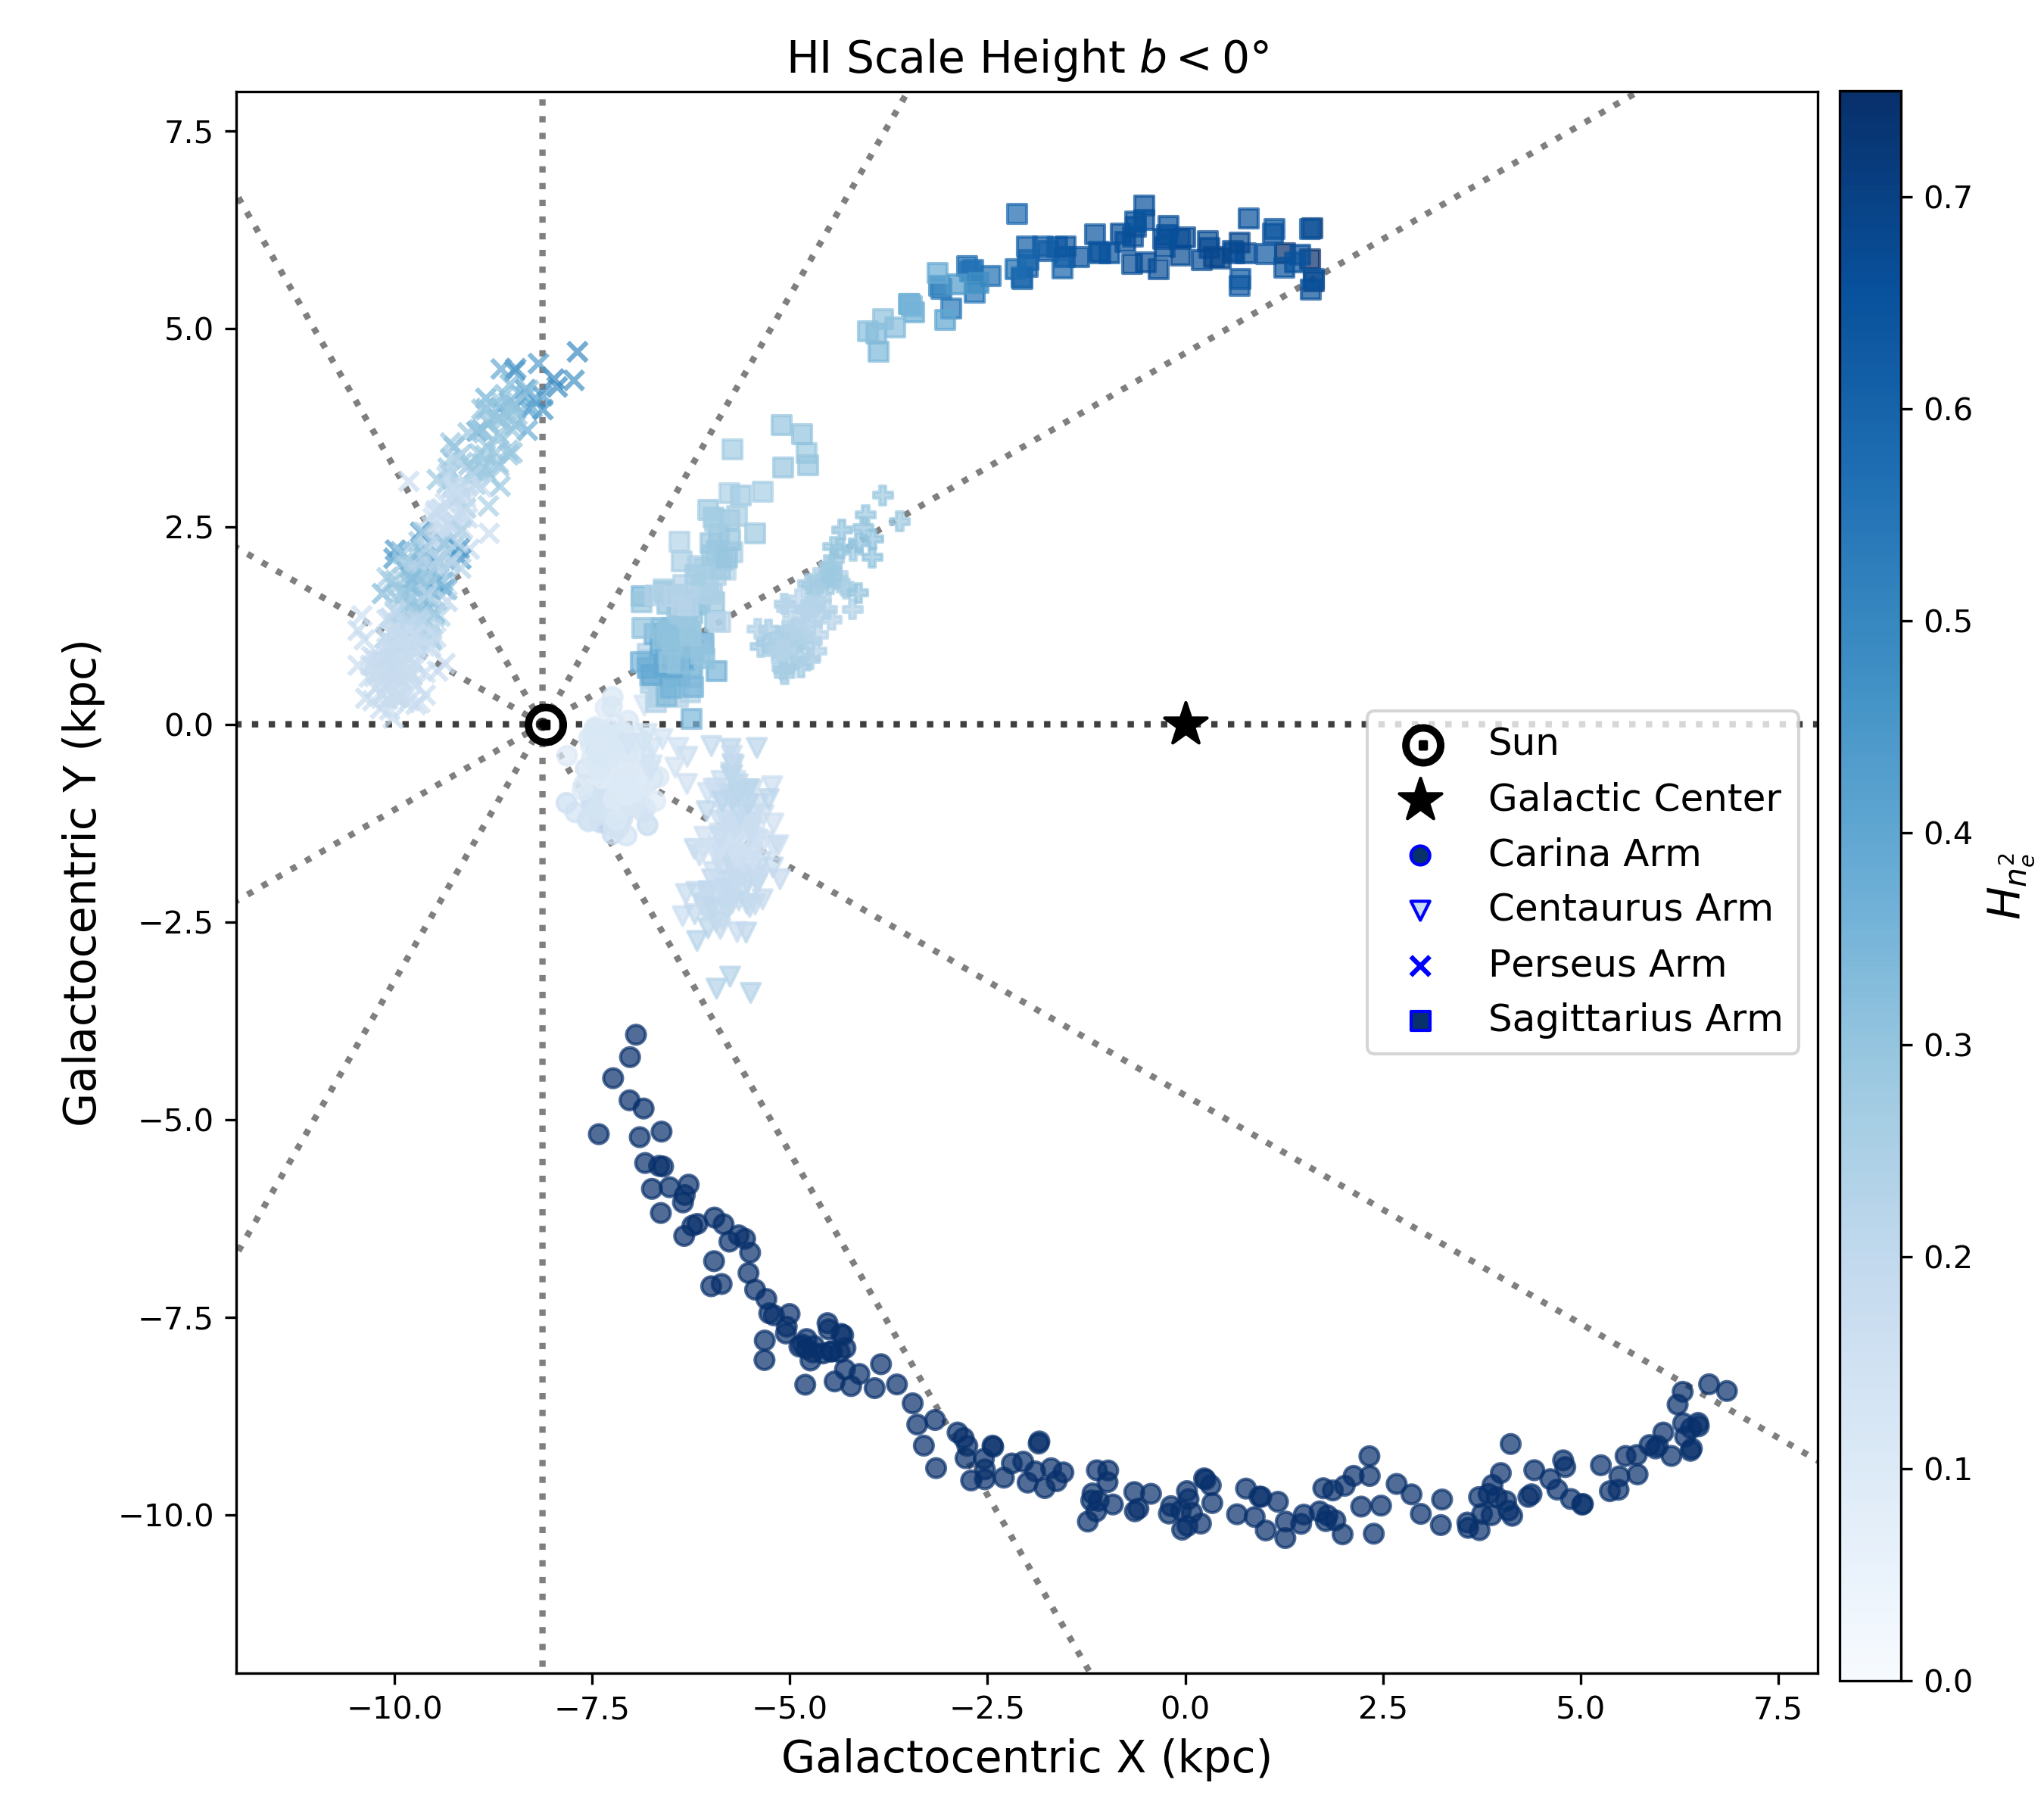 HI Scale Height b < 0°
7.5
5.0
2.5
0.0
−2.5
−5.0
−7.5
−10.0
Galactocentric Y (kpc)
−10.0 −7.5 −5.0 −2.5 0.0 2.5 5.0 7.5
Galactocentric X (kpc)
Sun
Galactic Center
Carina Arm
Centaurus Arm
Perseus Arm
Sagittarius Arm
0.7
0.6
0.5
0.4
0.3
0.2
0.1
0.0
H_{n_e^2}